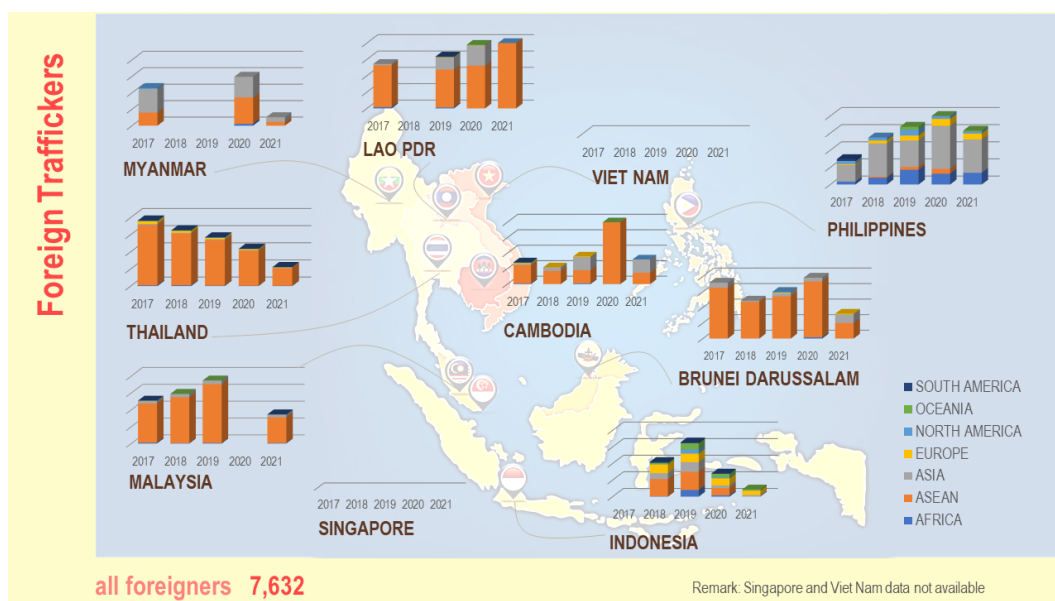 Foreign Traffickers
2017 2018 2019 2020 2021
MYANMAR
2017 2018 2019 2020 2021
LAO PDR
2017 2018 2019 2020 2021
VIET NAM
2017 2018 2019 2020 2021
PHILIPPINES
2017 2018 2019 2020 2021
THAILAND
2017 2018 2019 2020 2021
CAMBODIA
2017 2018 2019 2020 2021
BRUNEI DARUSSALAM
2017 2018 2019 2020 2021
MALAYSIA
2017 2018 2019 2020 2021
SINGAPORE
2017 2018 2019 2020 2021
INDONESIA
SOUTH AMERICA
OCEANIA
NORTH AMERICA
EUROPE
ASIA
ASEAN
AFRICA
all foreigners 7,632
Remark: Singapore and Viet Nam data not available